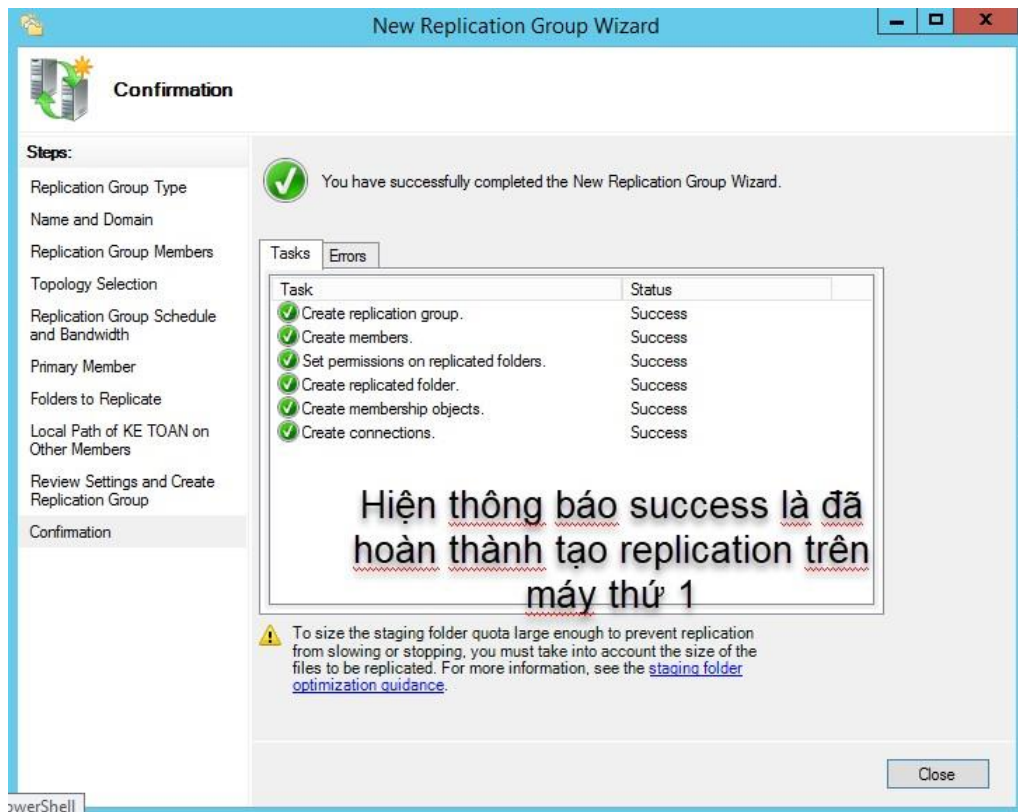 New Replication Group Wizard
Confirmation
Steps:
Replication Group Type
Name and Domain
Replication Group Members
Topology Selection
Replication Group Schedule
and Bandwidth
Primary Member
Folders to Replicate
Local Path of KE TOAN on
Other Members
Review Settings and Create
Replication Group
Confirmation
You have successfully completed the New Replication Group Wizard.
Tasks Errors
Task Status
Create replication group. Success
Create members. Success
Set permissions on replicated folders. Success
Create replicated folder. Success
Create membership objects. Success
Create connections. Success
Hiện thông báo success là đã
hoàn thành tạo replication trên
máy thứ 1
To size the staging folder quota large enough to prevent replication
from slowing or stopping, you must take into account the size of the
files to be replicated. For more information, see the staging folder
optimization guidance.
Close
owerShell